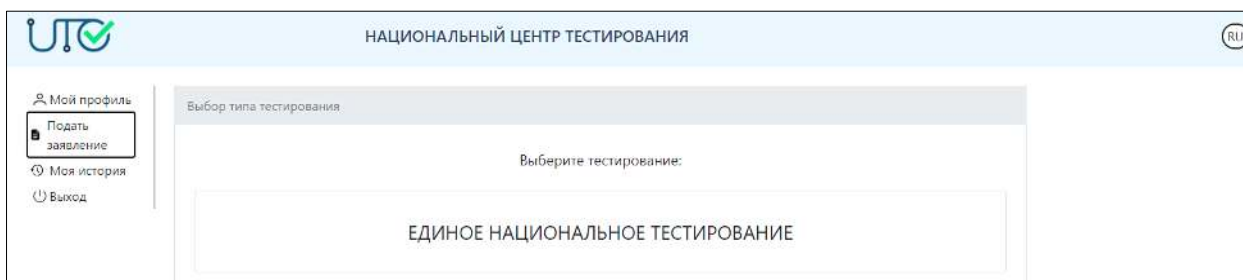 UTO
НАЦИОНАЛЬНЫЙ ЦЕНТР ТЕСТИРОВАНИЯ
RU
Мой профиль
Подать
заявление
Моя история
Выход
Выбор типа тестирования
Выберите тестирование:
ЕДИНОЕ НАЦИОНАЛЬНОЕ ТЕСТИРОВАНИЕ